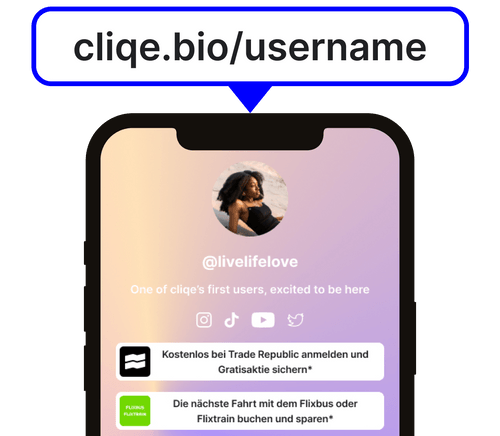 cliqe.bio/username
@livelifelove
One of cliqe's first users, excited to be here
Kostenlos bei Trade Republic anmelden und
Gratisaktie sichern*
FLIXBUS
FLIXTRAIN
Die nächste Fahrt mit dem Flixbus oder
Flixtrain buchen und sparen*